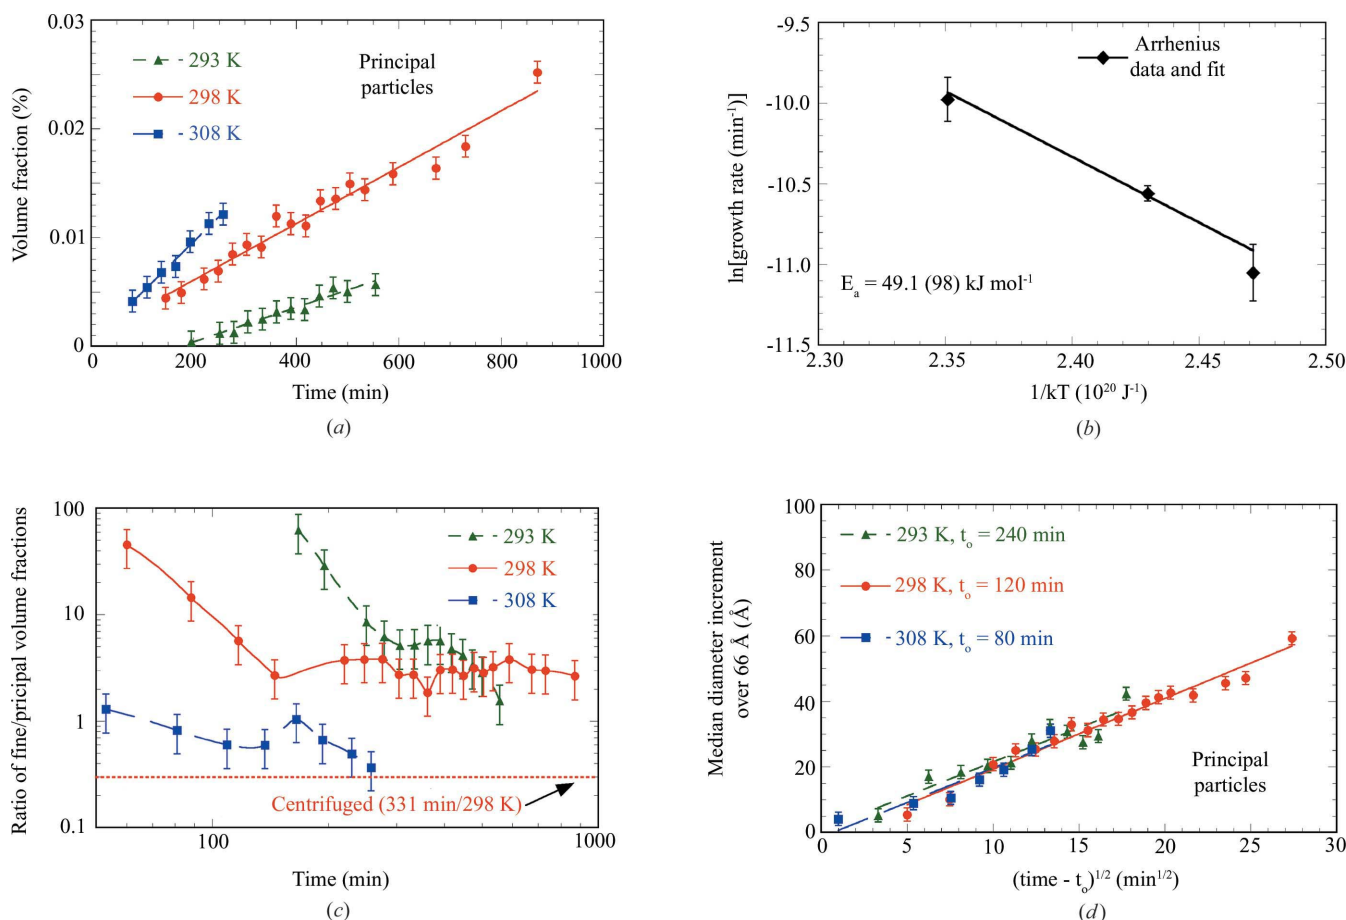 0.03
0.02
0.01
0
Volume fraction (%)
293 K
298 K
308 K
Principal
particles
0
200
400
600
800
1000
Time (min)
(a)
-9.5
-10.0
-10.5
-11.0
-11.5
ln[growth rate (min⁻¹)]
Arrhenius
data and fit
Eₐ = 49.1 (98) kJ mol⁻¹
2.30
2.35
2.40
2.45
2.50
1/kT (10²⁰ J⁻¹)
(b)
100
10
1
0.1
Ratio of fine/pricipal volume fractions
293 K
298 K
308 K
Centrifuged (331 min/298 K)
100
1000
Time (min)
(c)
100
80
60
40
20
0
Median diameter increment
over 66 Å (Å)
293 K, tₒ = 240 min
298 K, tₒ = 120 min
308 K, tₒ = 80 min
Principal
particles
0
5
10
15
20
25
30
(time - tₒ)¹ᐟ² (min¹ᐟ²)
(d)